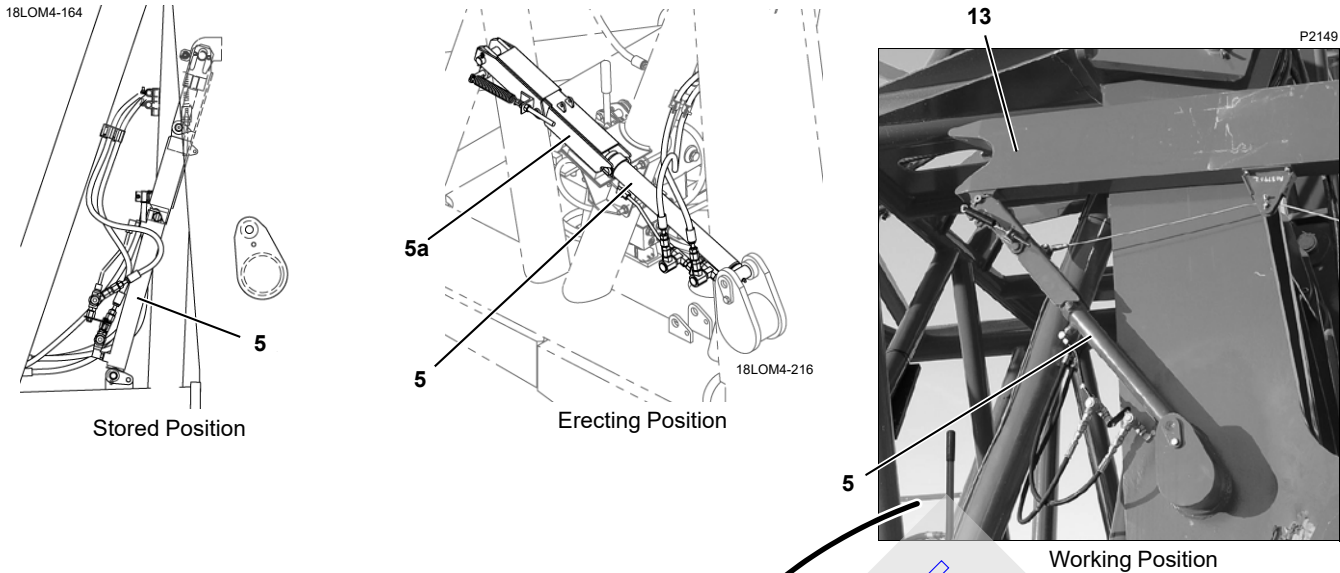 18LOM4-164
5
Stored Position
5a
5
18LOM4-216
Erecting Position
13
P2149
5
Working Position